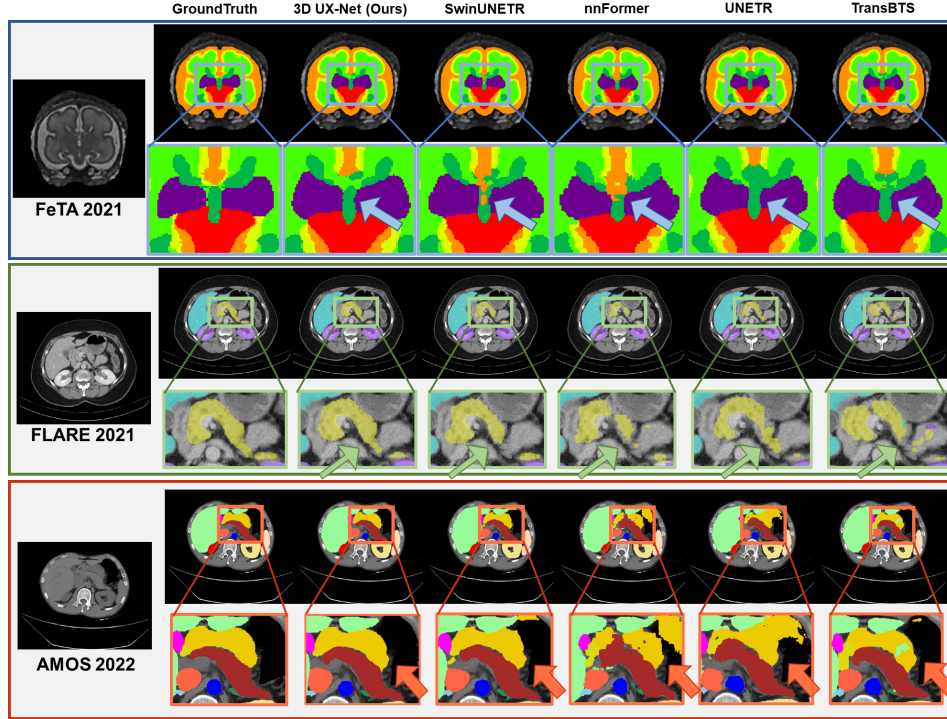 GroundTruth 3D UX-Net (Ours) SwinUNETR nnFormer UNETR TransBTS
FeTA 2021
FLARE 2021
AMOS 2022